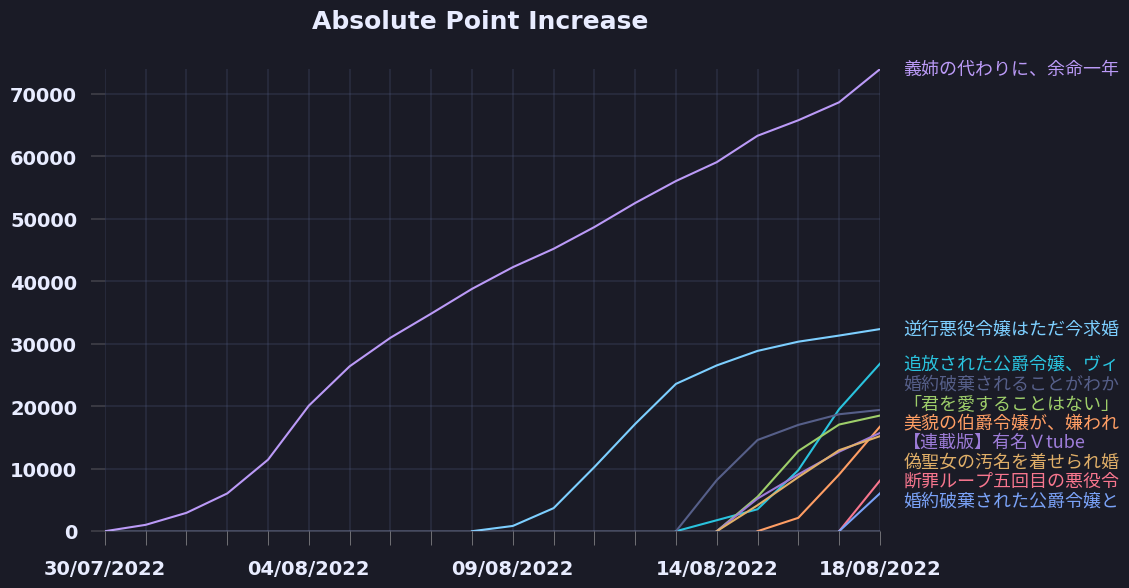 Absolute Point Increase
70000
60000
50000
40000
30000
20000
10000
0
30/07/2022
04/08/2022
09/08/2022
14/08/2022
18/08/2022
義姉の代わりに、余命一年
逆行悪役令嬢はただ今求婚
追放された公爵令嬢、ヴィ
婚約破棄されることがわか
「君を愛することはない」
美貌の伯爵令嬢が、嫌われ
【連載版】有名Ｖtube
偽聖女の汚名を着せられ婚
断罪ループ五回目の悪役令
婚約破棄された公爵令嬢と